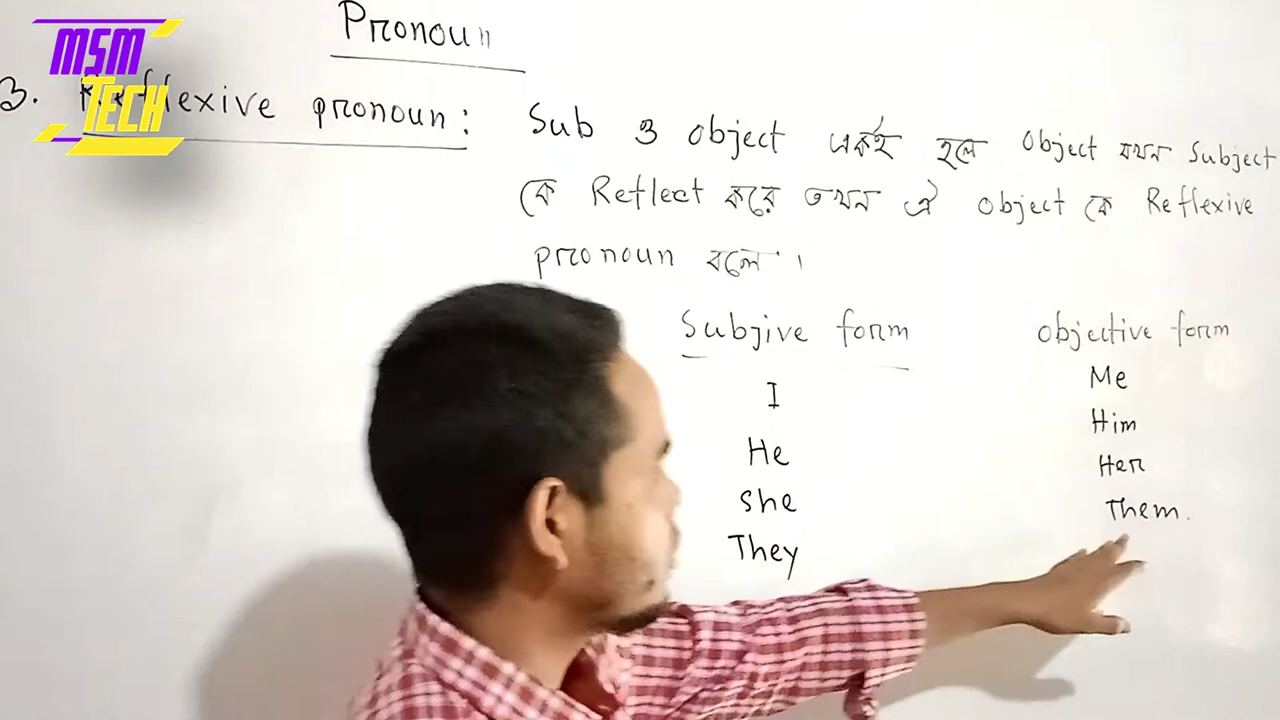 Pronoun
MSM
TECH
3. Reflexive pronoun:
Sub ও object একই হলে Object যখন Subject
কে Reflect করে তখন ঐ object কে Reflexive
pronoun বলে।
Subjive form objective form
I Me
He Him
she Her
They Them.